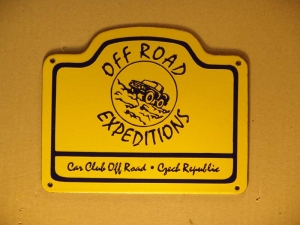 OFF ROAD
EXPEDITIONS
Car Club Off Road • Czech Republic